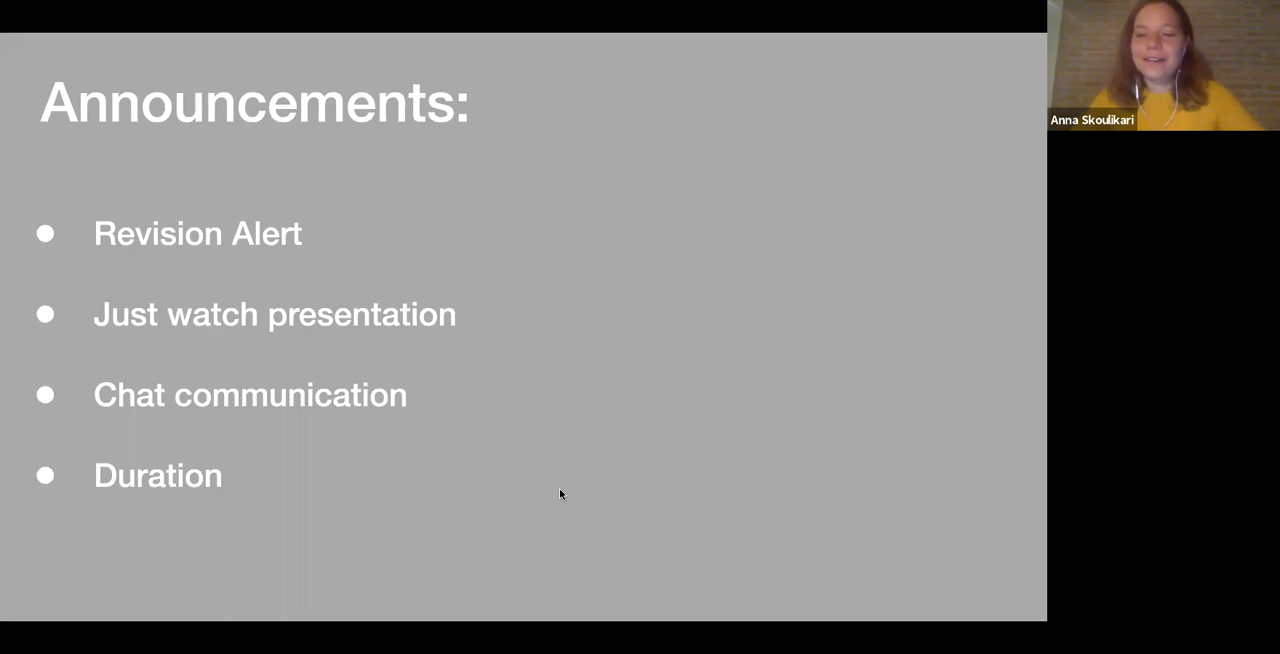 Announcements:
Revision Alert
Just watch presentation
Chat communication
Duration
Anna Skoulikari